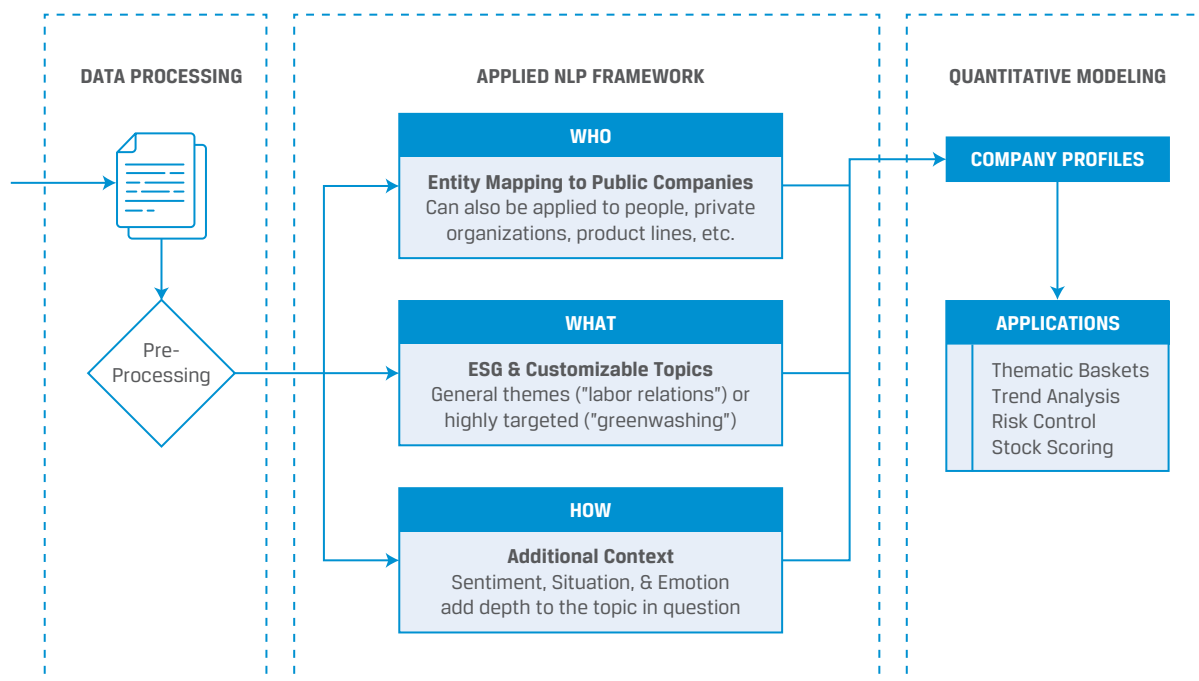 DATA PROCESSING
Pre-
Processing
APPLIED NLP FRAMEWORK
WHO
Entity Mapping to Public Companies
Can also be applied to people, private
organizations, product lines, etc.
WHAT
ESG & Customizable Topics
General themes ("labor relations") or
highly targeted ("greenwashing")
HOW
Additional Context
Sentiment, Situation, & Emotion
add depth to the topic in question
QUANTITATIVE MODELING
COMPANY PROFILES
APPLICATIONS
Thematic Baskets
Trend Analysis
Risk Control
Stock Scoring